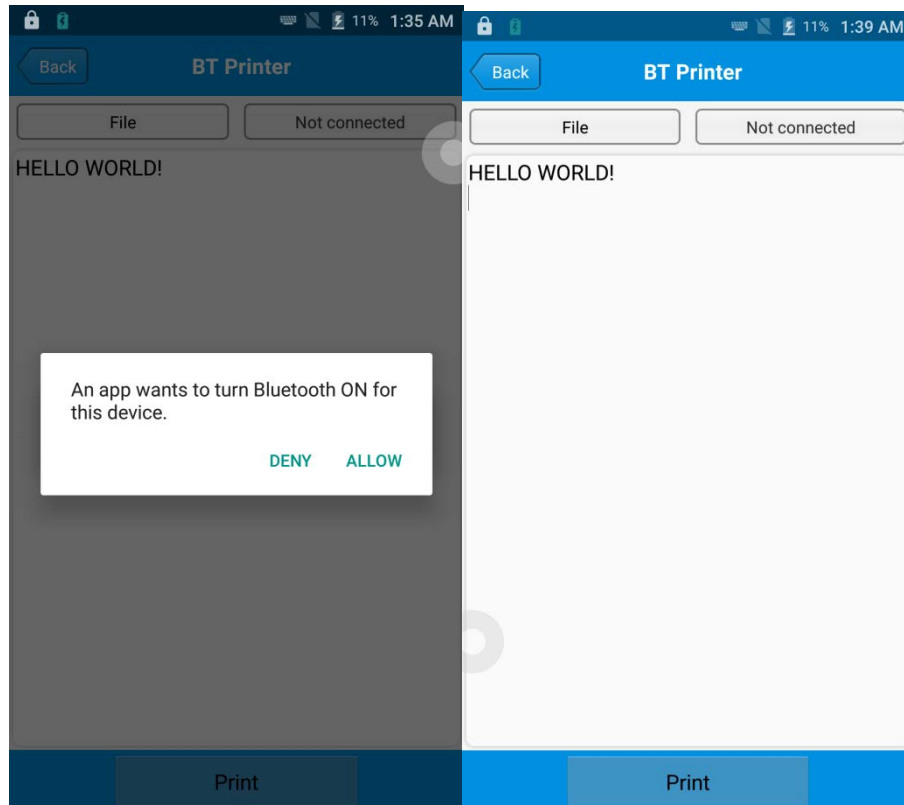 11% 1:35 AM
Back BT Printer
File Not connected
HELLO WORLD!
An app wants to turn Bluetooth ON for
this device.
DENY ALLOW
Print
11% 1:39 AM
Back BT Printer
File Not connected
HELLO WORLD!
Print